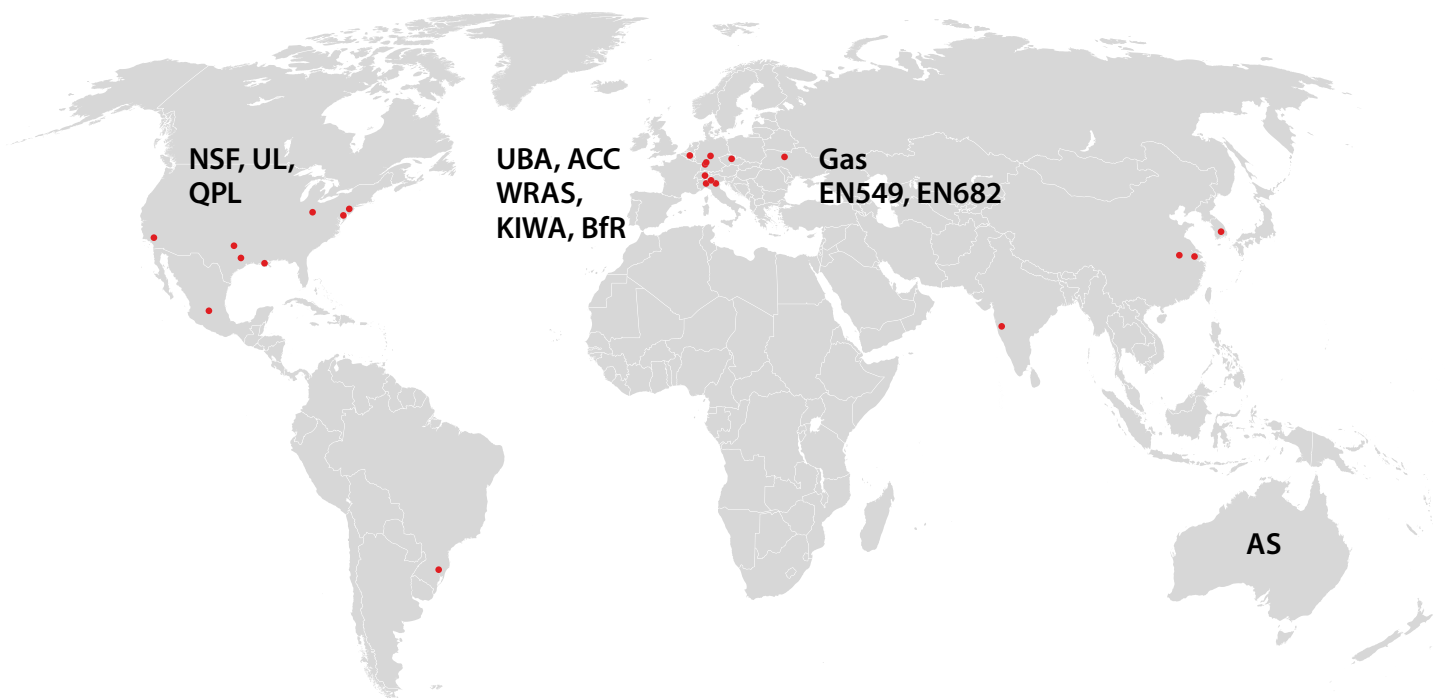 NSF, UL,
QPL
UBA, ACC
WRAS,
KIWA, BfR
Gas
EN549, EN682
AS